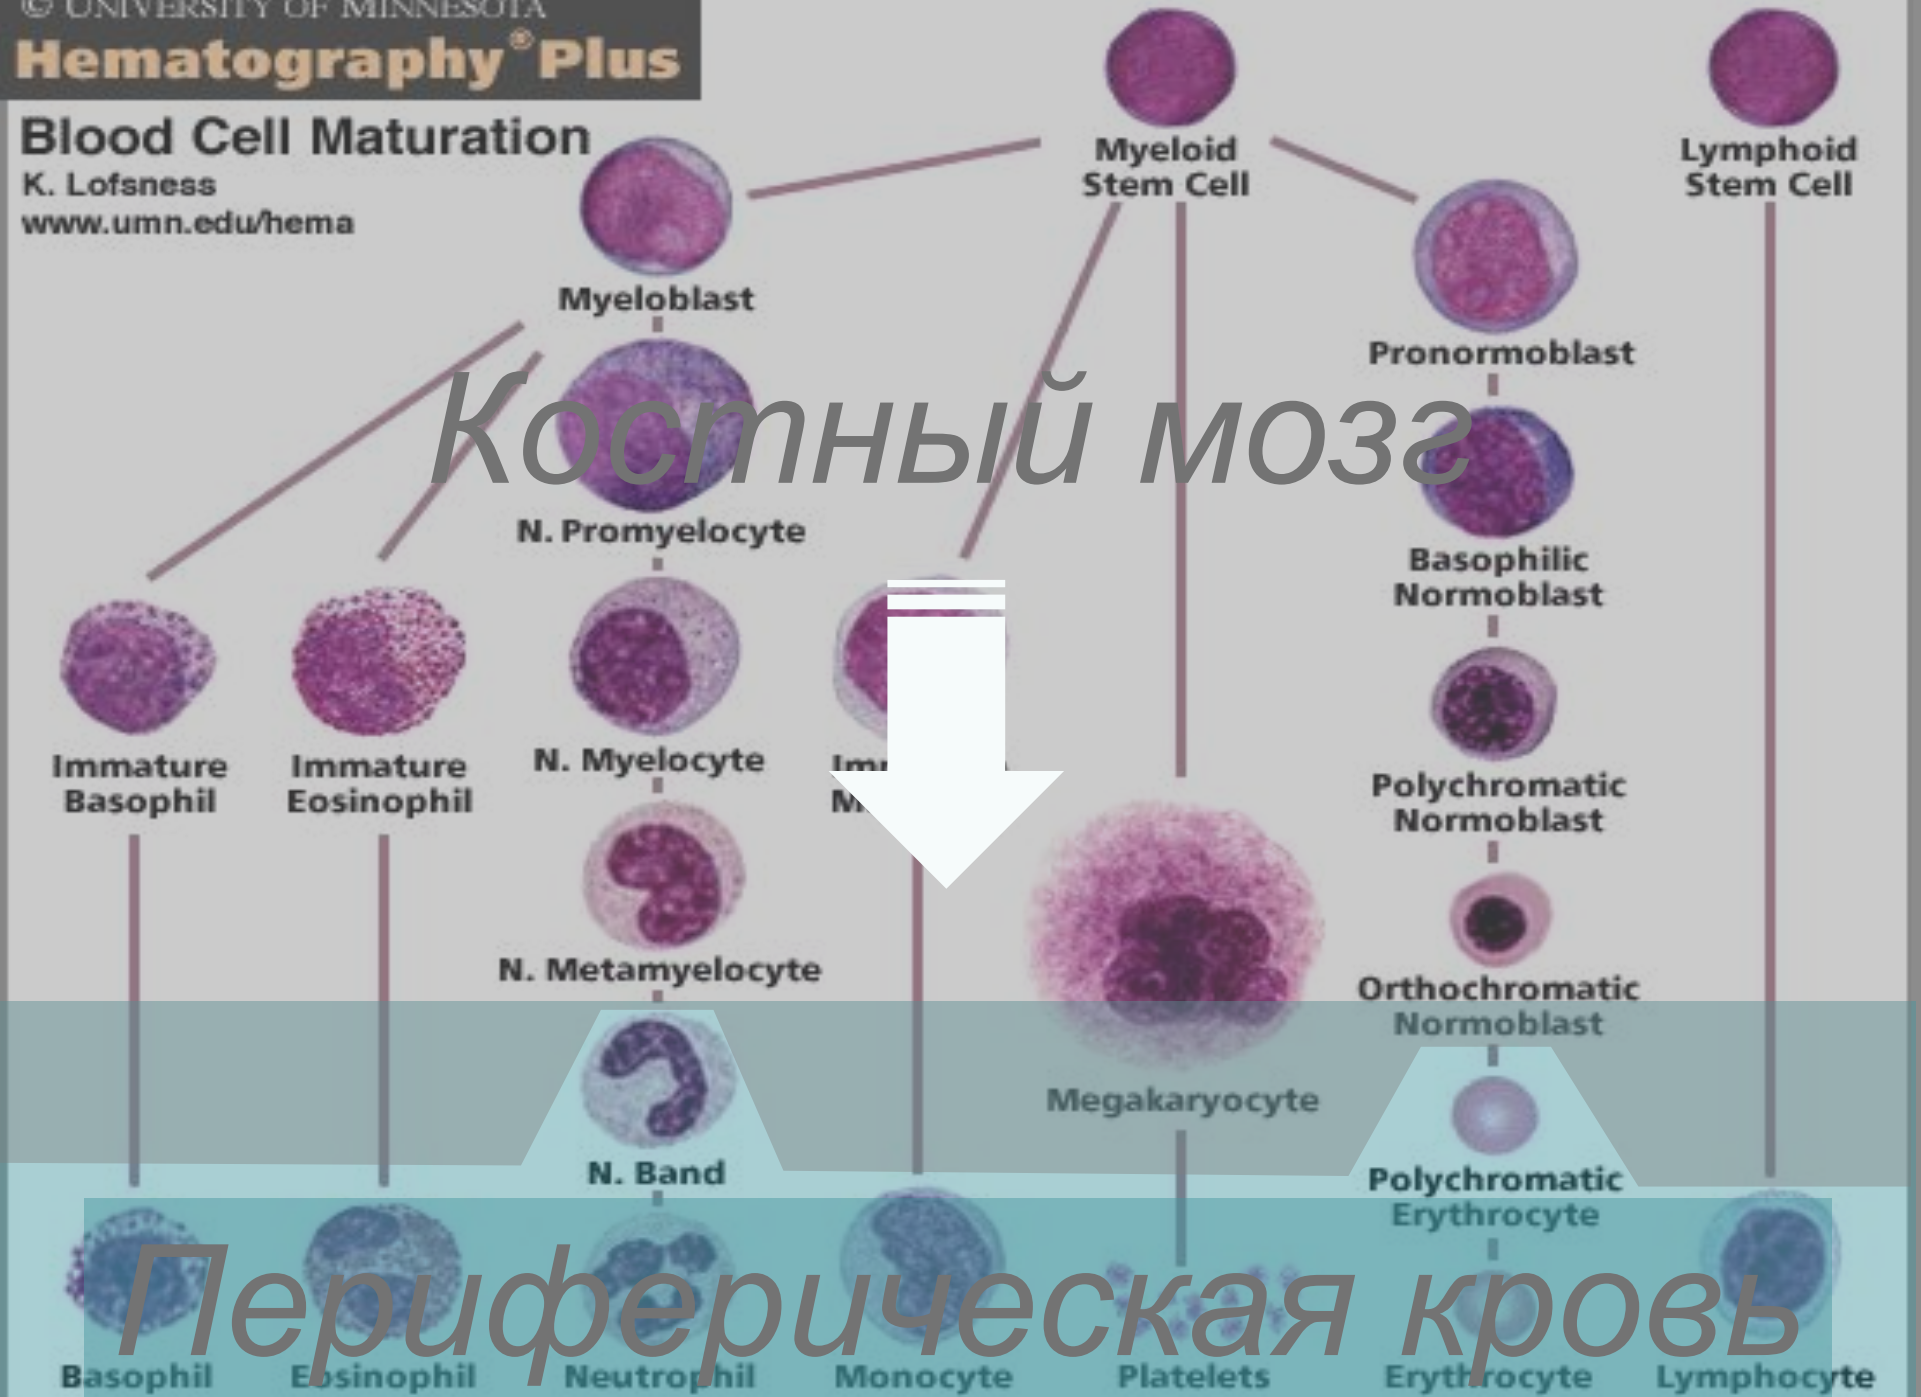 © UNIVERSITY OF MINNESOTA
Hematography® Plus
Blood Cell Maturation
K. Lofsness
www.umn.edu/hema
Myeloid
Stem Cell
Lymphoid
Stem Cell
Myeloblast
Pronormoblast
Костный мозг
N. Promyelocyte
Basophilic
Normoblast
Immature
Basophil
Immature
Eosinophil
N. Myelocyte
Polychromatic
Normoblast
N. Metamyelocyte
Orthochromatic
Normoblast
Megakaryocyte
N. Band
Polychromatic
Erythrocyte
Периферическая кровь
Basophil
Eosinophil
Neutrophil
Monocyte
Platelets
Erythrocyte
Lymphocyte